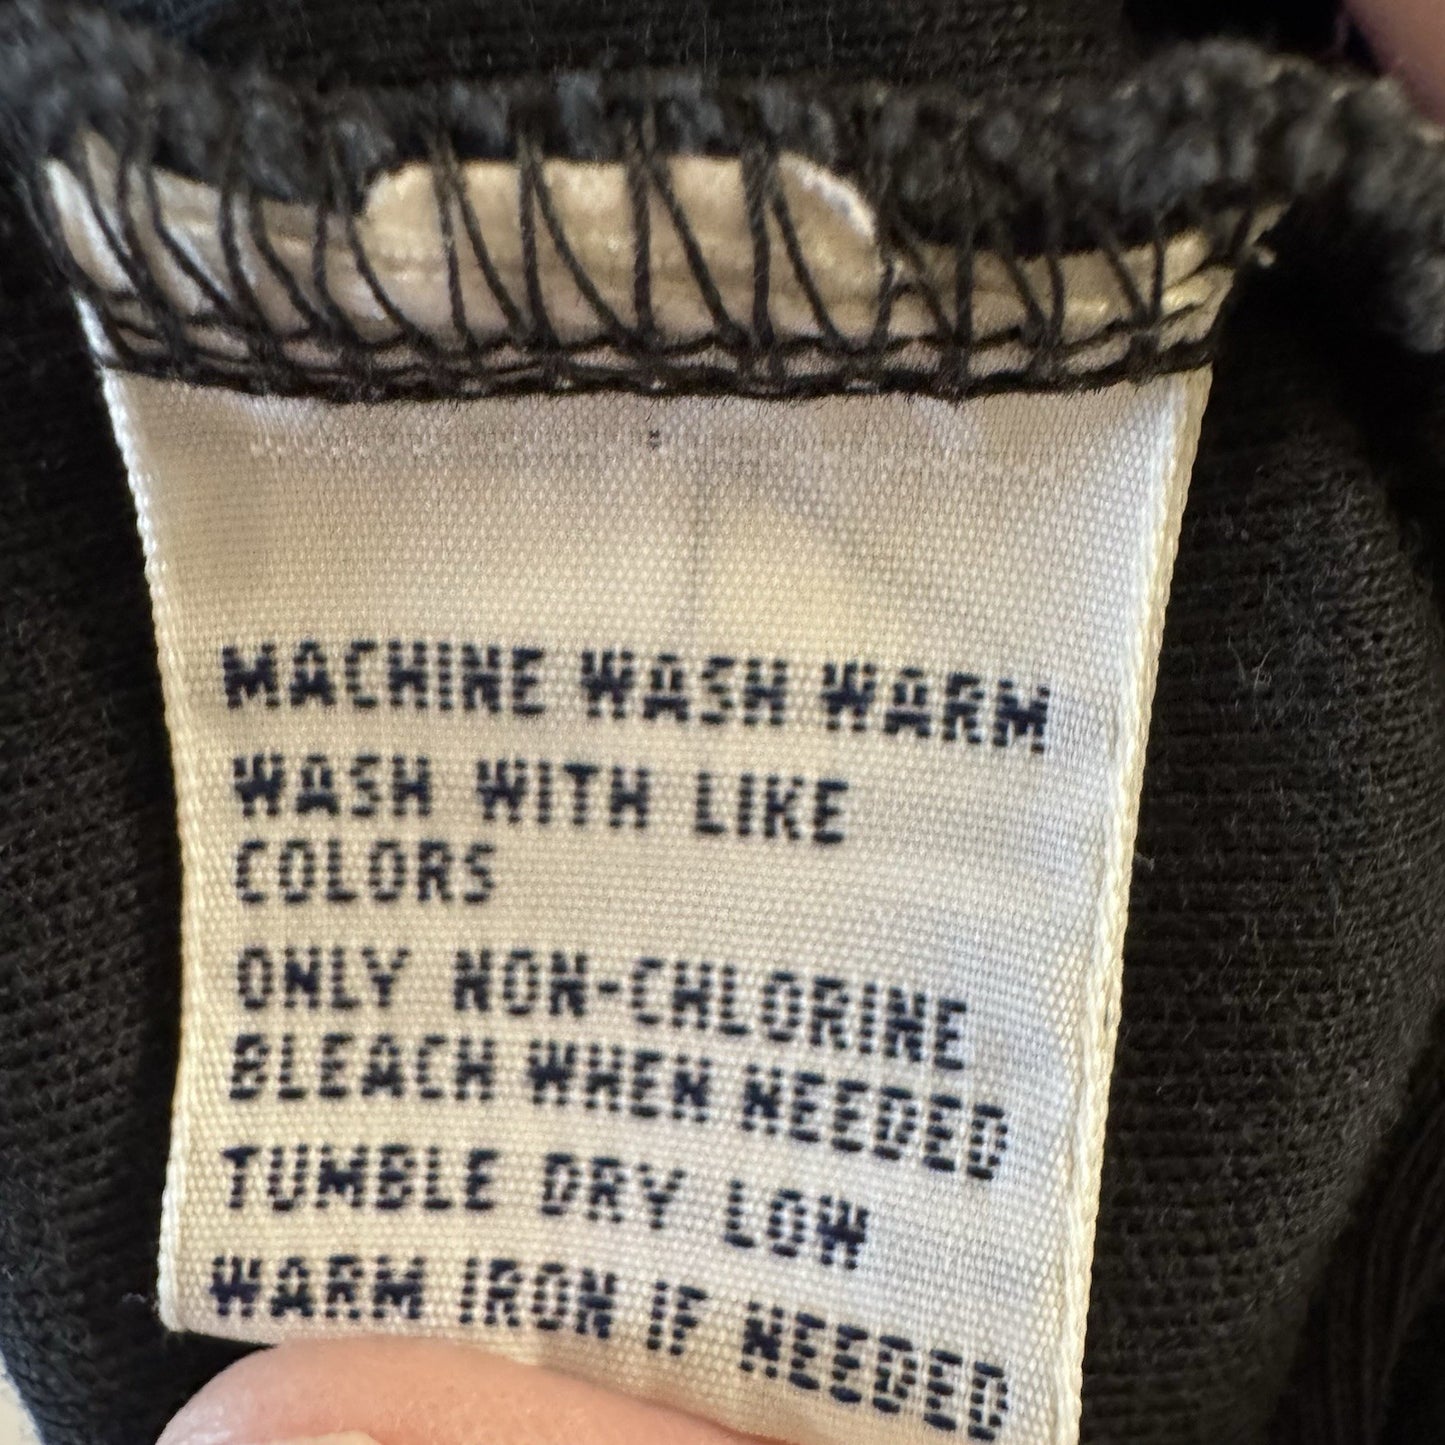 MACHINE WASH WARM
WASH WITH LIKE
COLORS
ONLY NON-CHLORINE
BLEACH WHEN NEEDED
TUMBLE DRY LOW
WARM IRON IF NEEDED